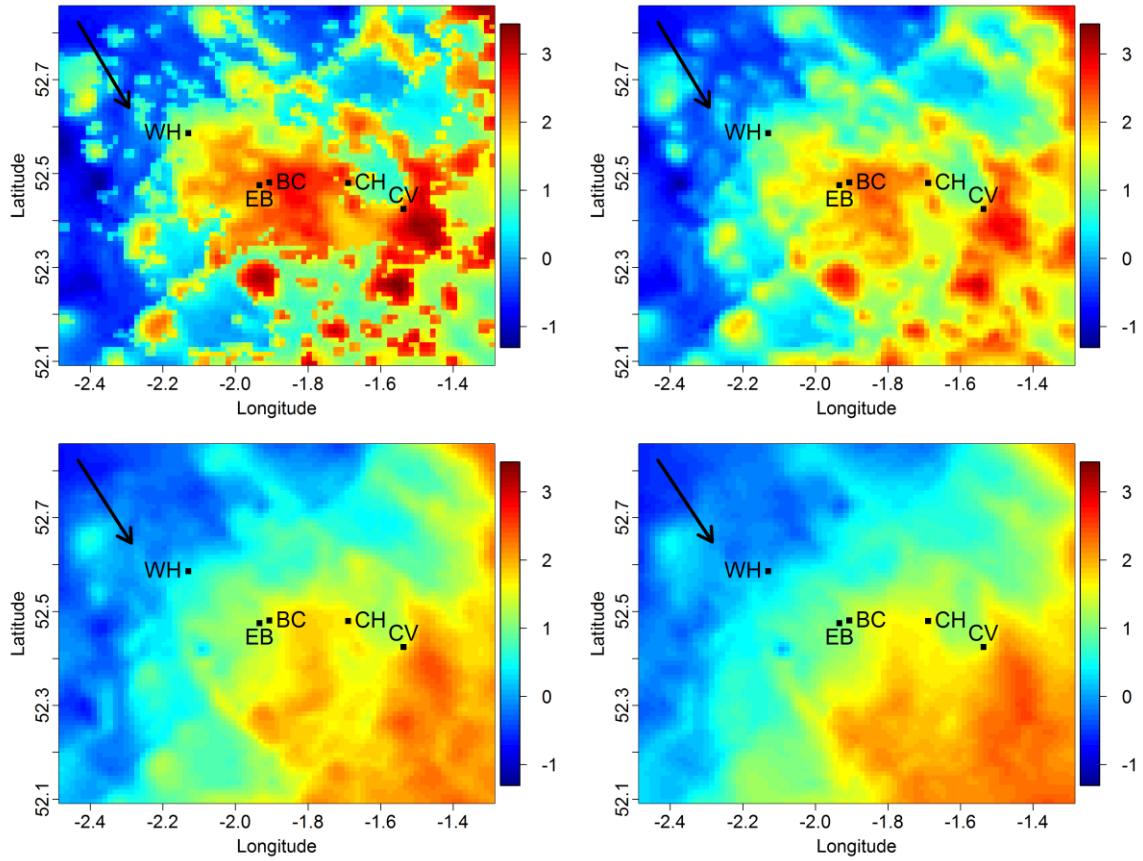 52.7
52.5
52.3
52.1
Latitude
-2.4
-2.2
-2.0
-1.8
-1.6
-1.4
Longitude
WH
EB
BC
CH
CV
3
2
1
0
-1
52.7
52.5
52.3
52.1
Latitude
-2.4
-2.2
-2.0
-1.8
-1.6
-1.4
Longitude
WH
EB
BC
CH
CV
3
2
1
0
-1
52.7
52.5
52.3
52.1
Latitude
-2.4
-2.2
-2.0
-1.8
-1.6
-1.4
Longitude
WH
EB
BC
CH
CV
3
2
1
0
-1
52.7
52.5
52.3
52.1
Latitude
-2.4
-2.2
-2.0
-1.8
-1.6
-1.4
Longitude
WH
EB
BC
CH
CV
3
2
1
0
-1